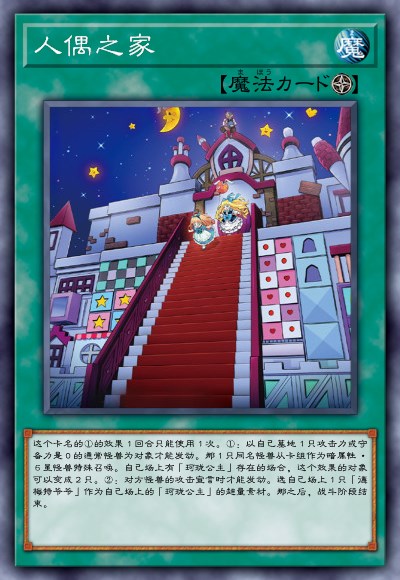 人偶之家
魔
【魔法カード】
まほう
这个卡名的①的效果1回合只能使用1次。①：以自己墓地1只攻击力或守
备力是0的通常怪兽为对象才能发动。那1只同名怪兽从卡组作为暗属性·
6星怪兽特殊召唤。自己场上有「珂珑公主」存在的场合，这个效果的对象
可以变成2只。②：对方怪兽的攻击宣言时才能发动。选自己场上1只「濂
梅特爷爷」作为自己场上的「珂珑公主」的超量素材。那之后，战斗阶段结
束。